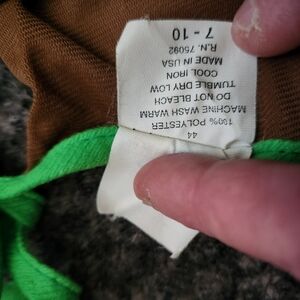 44
100% POLYESTER
MACHINE WASH WARM
DO NOT BLEACH
TUMBLE DRY LOW
COOL IRON
MADE IN USA
R.N. 75092
7 - 10